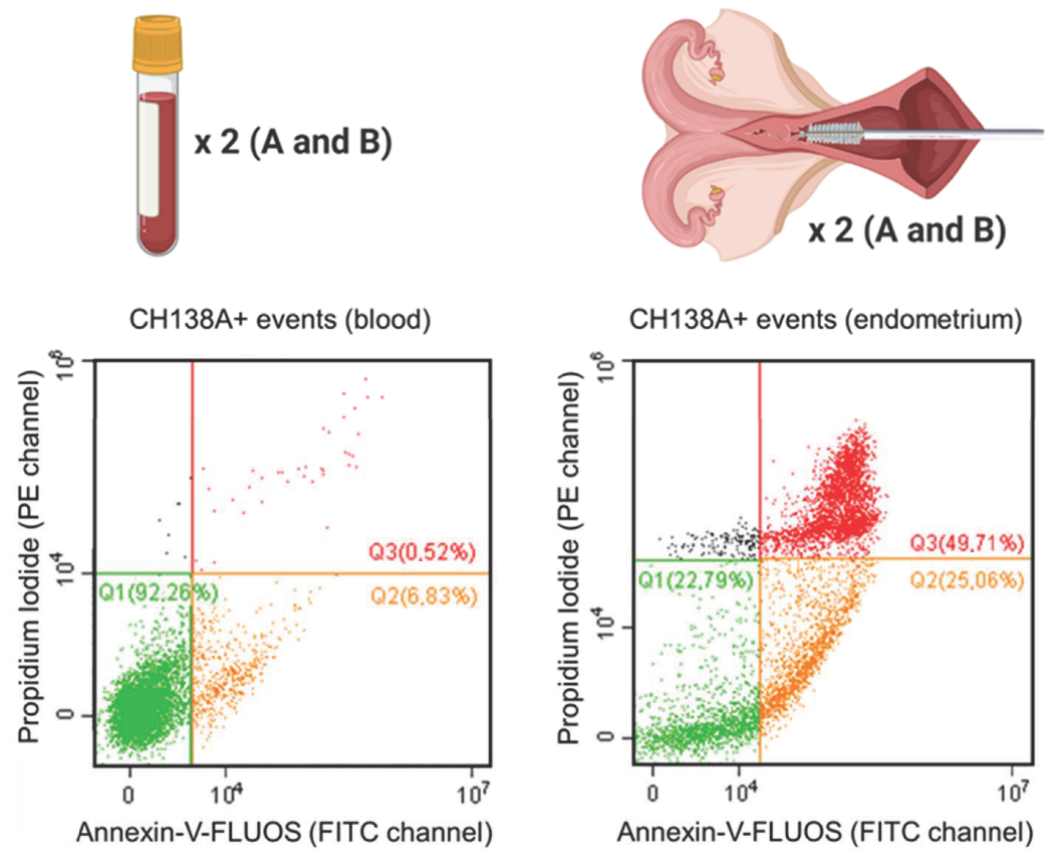 x 2 (A and B)
x 2 (A and B)
CH138A+ events (blood)
Propidium Iodide (PE channel)
10⁶
10⁴
0
Q3(0.52%)
Q1(92.26%)
Q2(6.83%)
0
10⁴
10⁷
Annexin-V-FLUOS (FITC channel)
CH138A+ events (endometrium)
Propidium Iodide (PE channel)
10⁶
10⁴
0
Q3(49.71%)
Q1(22.79%)
Q2(25.06%)
0
10⁴
10⁷
Annexin-V-FLUOS (FITC channel)